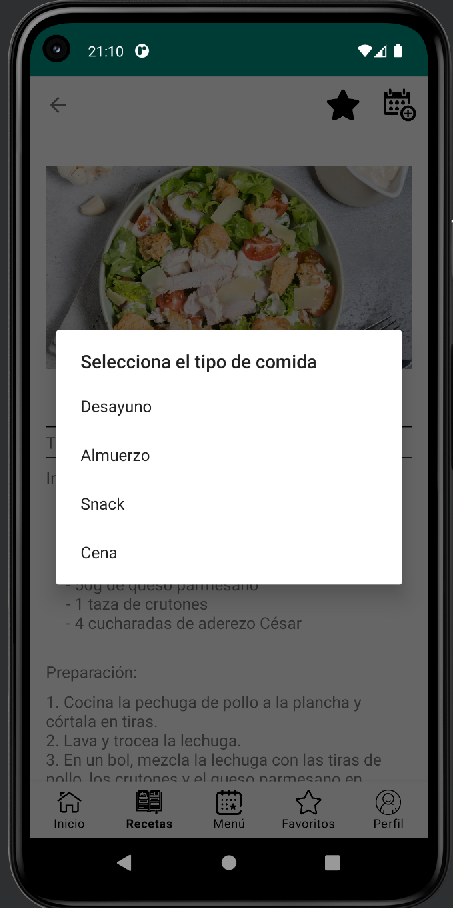 21:10
Selecciona el tipo de comida
Desayuno
Almuerzo
Snack
Cena
- 50g de queso parmesano
- 1 taza de crutones
- 4 cucharadas de aderezo César
Preparación:
1. Cocina la pechuga de pollo a la plancha y
córtala en tiras.
2. Lava y trocea la lechuga.
3. En un bol, mezcla la lechuga con las tiras de
pollo, los crutones y el queso parmesano en
Inicio
Recetas
Menú
Favoritos
Perfil